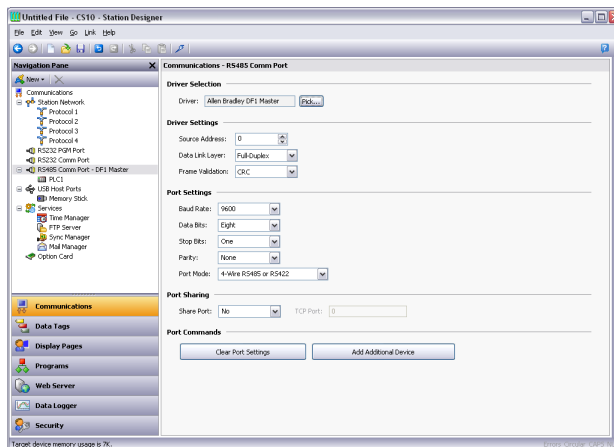 Untitled File - CS10 - Station Designer
File Edit View Go Link Help
Navigation Pane
New
Communications
Station Network
Protocol 1
Protocol 2
Protocol 3
Protocol 4
RS232 PGM Port
RS232 Comm Port
RS485 Comm Port - DF1 Master
PLC1
USB Host Ports
Memory Stick
Services
Time Manager
FTP Server
Sync Manager
Mail Manager
Option Card
Communications
Data Tags
Display Pages
Programs
Web Server
Data Logger
Security
Communications - RS485 Comm Port
Driver Selection
Driver: Allen Bradley DF1 Master Pick...
Driver Settings
Source Address: 0
Data Link Layer: Full-Duplex
Frame Validation: CRC
Port Settings
Baud Rate: 9600
Data Bits: Eight
Stop Bits: One
Parity: None
Port Mode: 4-Wire RS485 or RS422
Port Sharing
Share Port: No TCP Port: 0
Port Commands
Clear Port Settings Add Additional Device
Target device memory usage is 7K. Errors Circular CAPS